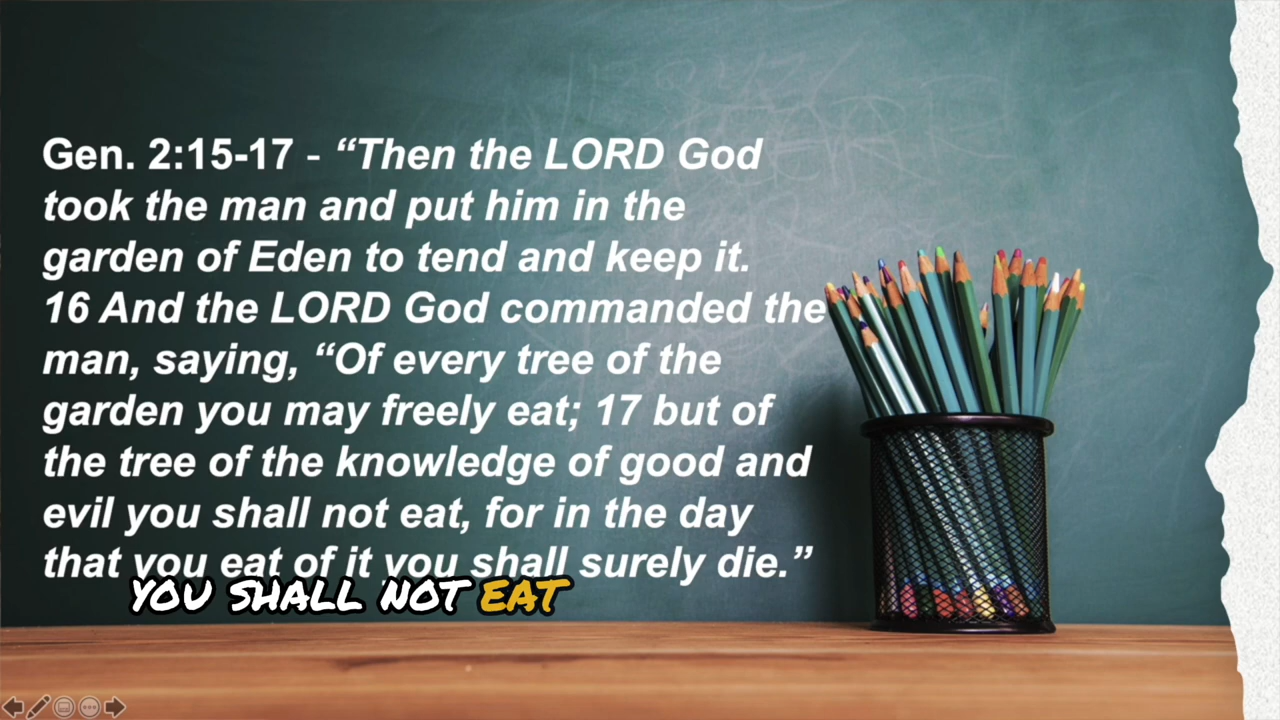 Gen. 2:15-17 - “Then the LORD God
took the man and put him in the
garden of Eden to tend and keep it.
16 And the LORD God commanded the
man, saying, “Of every tree of the
garden you may freely eat; 17 but of
the tree of the knowledge of good and
evil you shall not eat, for in the day
that you eat of it you shall surely die.”
YOU SHALL NOT EAT